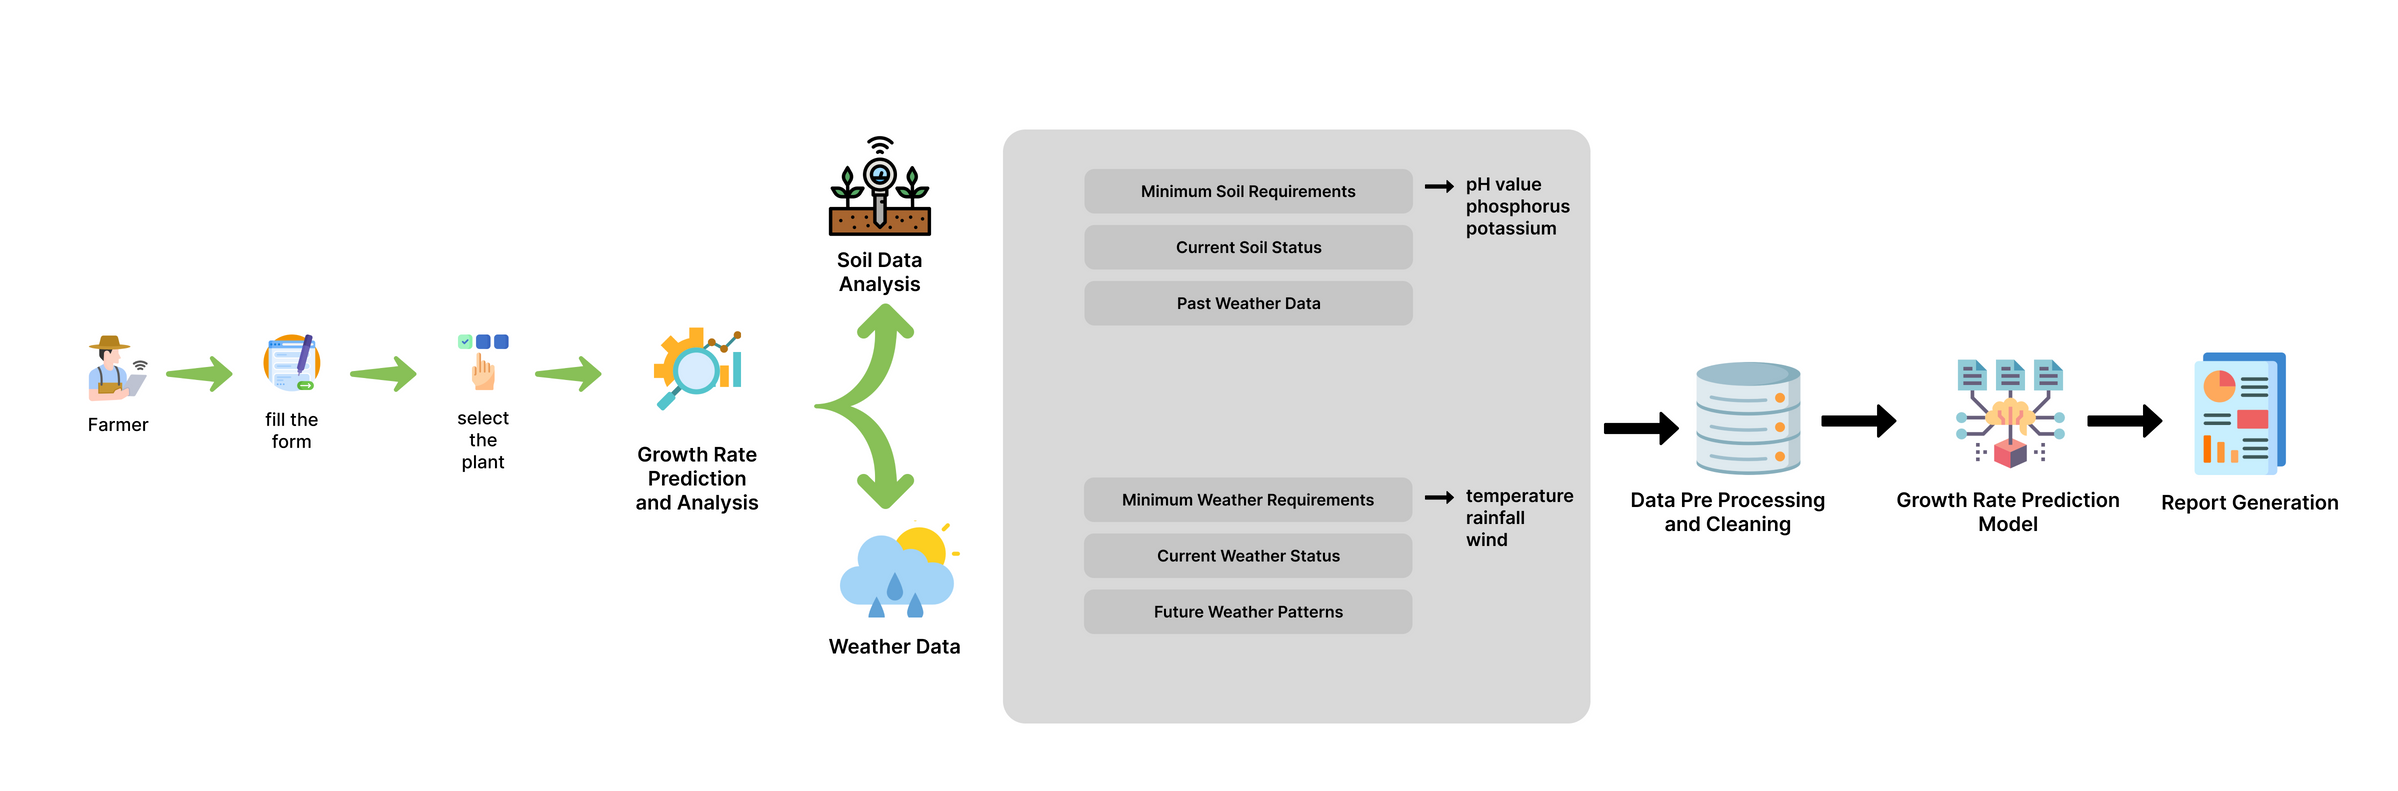 Farmer
fill the
form
select
the
plant
Growth Rate
Prediction
and Analysis
Soil Data
Analysis
Weather Data
Minimum Soil Requirements
pH value
phosphorus
potassium
Current Soil Status
Past Weather Data
Minimum Weather Requirements
temperature
rainfall
wind
Current Weather Status
Future Weather Patterns
Data Pre Processing
and Cleaning
Growth Rate Prediction
Model
Report Generation